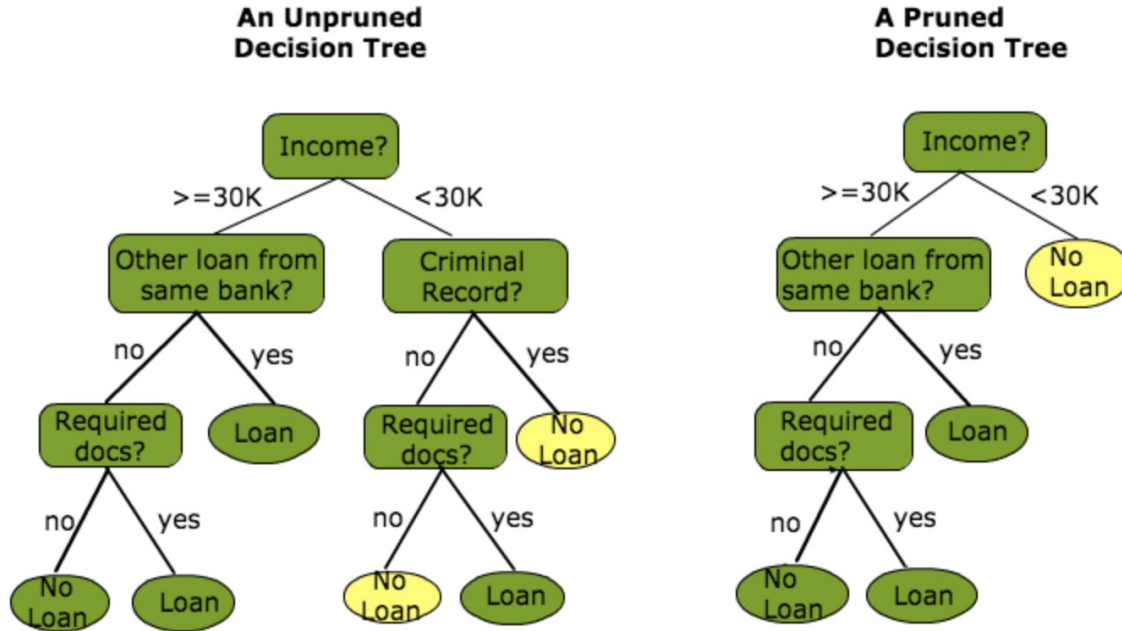 An Unpruned
Decision Tree
Income?
>=30K
<30K
Other loan from
same bank?
Criminal
Record?
no
yes
no
yes
Required
docs?
Loan
Required
docs?
No
Loan
no
yes
no
yes
No
Loan
Loan
No
Loan
Loan
A Pruned
Decision Tree
Income?
>=30K
<30K
Other loan from
same bank?
No
Loan
no
yes
Required
docs?
Loan
no
yes
No
Loan
Loan